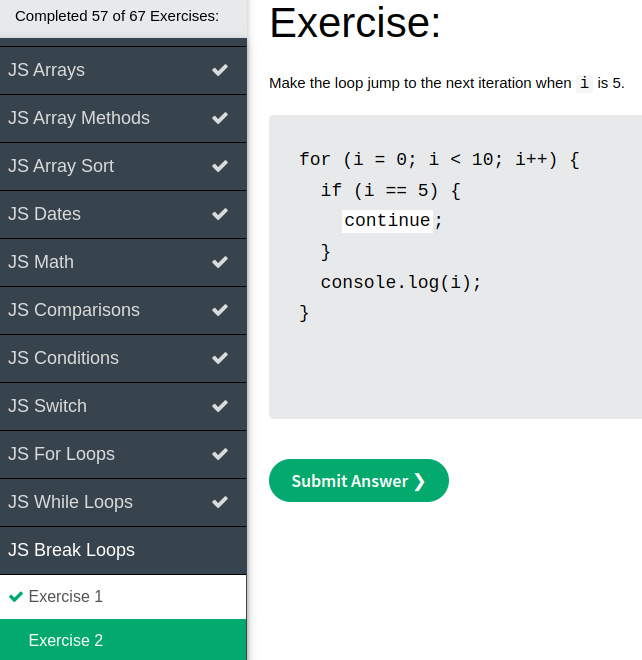 Completed 57 of 67 Exercises:
JS Arrays
JS Array Methods
JS Array Sort
JS Dates
JS Math
JS Comparisons
JS Conditions
JS Switch
JS For Loops
JS While Loops
JS Break Loops
Exercise 1
Exercise 2
Exercise:
Make the loop jump to the next iteration when i is 5.
for (i = 0; i < 10; i++) {
  if (i == 5) {
    continue;
  }
  console.log(i);
}
Submit Answer ❯